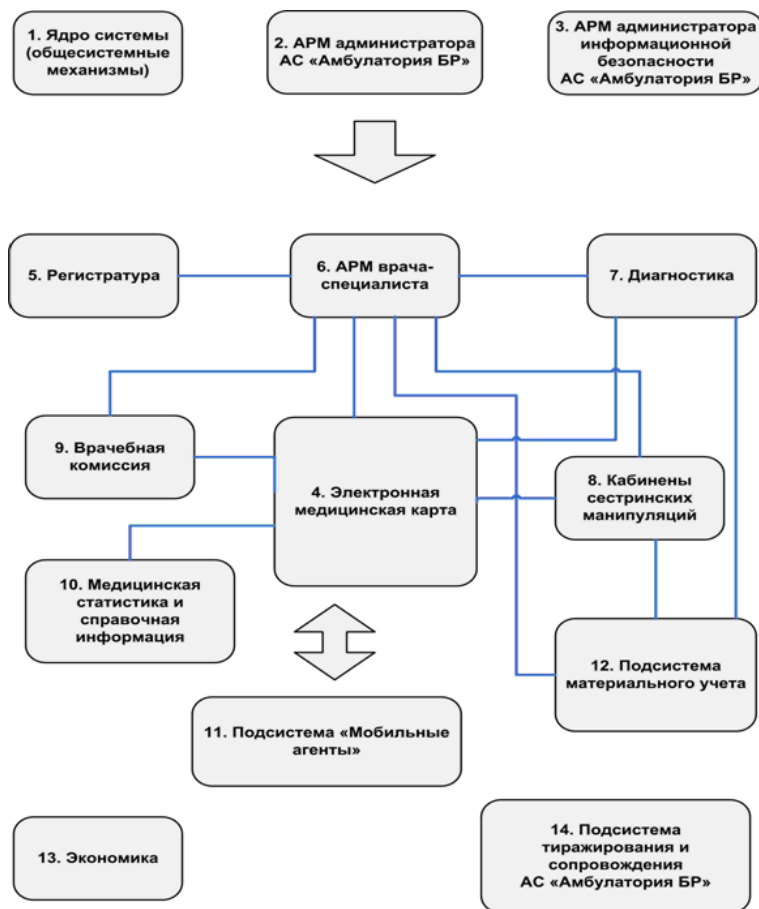 1. Ядро системы
(общесистемные
механизмы)
2. АРМ администратора
АС «Амбулатория БР»
3. АРМ администратора
информационной
безопасности
АС «Амбулатория БР»
5. Регистратура
6. АРМ врача-
специалиста
7. Диагностика
9. Врачебная
комиссия
4. Электронная
медицинская карта
8. Кабинены
сестринских
манипуляций
10. Медицинская
статистика и
справочная
информация
12. Подсистема
материального учета
11. Подсистема «Мобильные
агенты»
13. Экономика
14. Подсистема
тиражирования и
сопровождения
АС «Амбулатория БР»